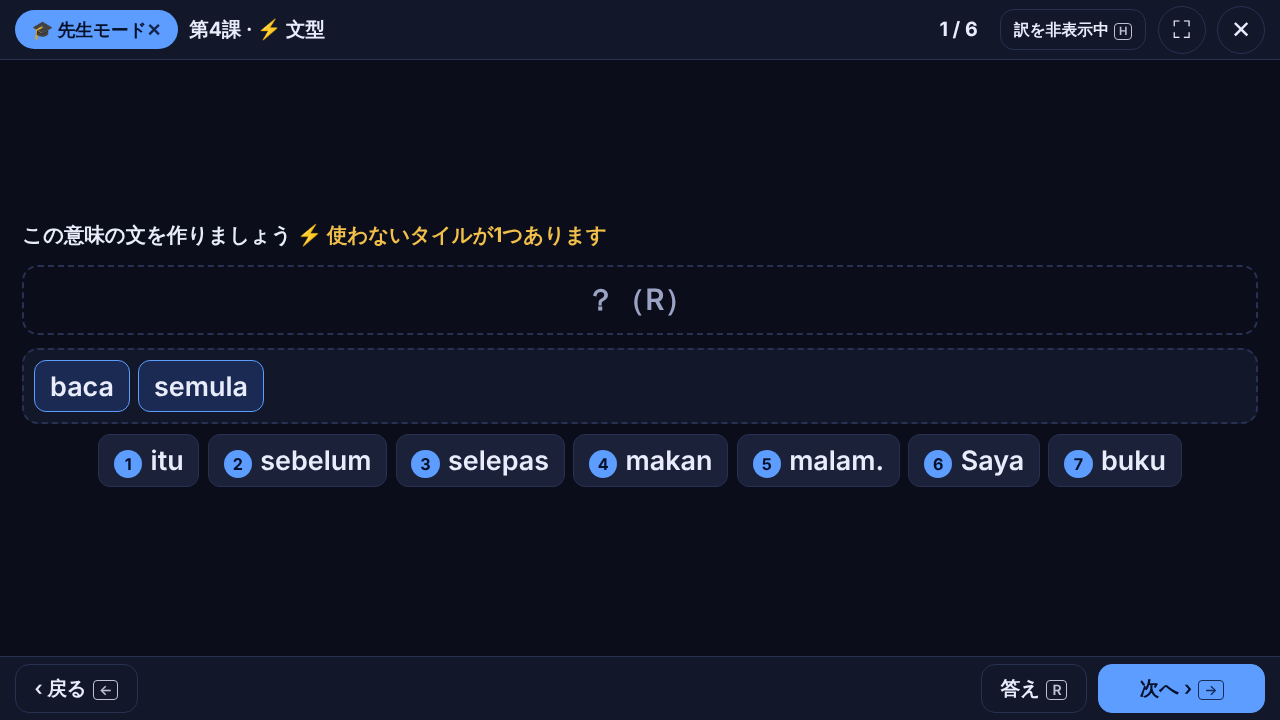 🎓 先生モード✕ 第4課 · ⚡ 文型 1 / 6 訳を非表示中 H ✕
この意味の文を作りましょう ⚡ 使わないタイルが1つあります
？（R）
baca semula
1 itu 2 sebelum 3 selepas 4 makan 5 malam. 6 Saya 7 buku
‹ 戻る ← 答え R 次へ › →